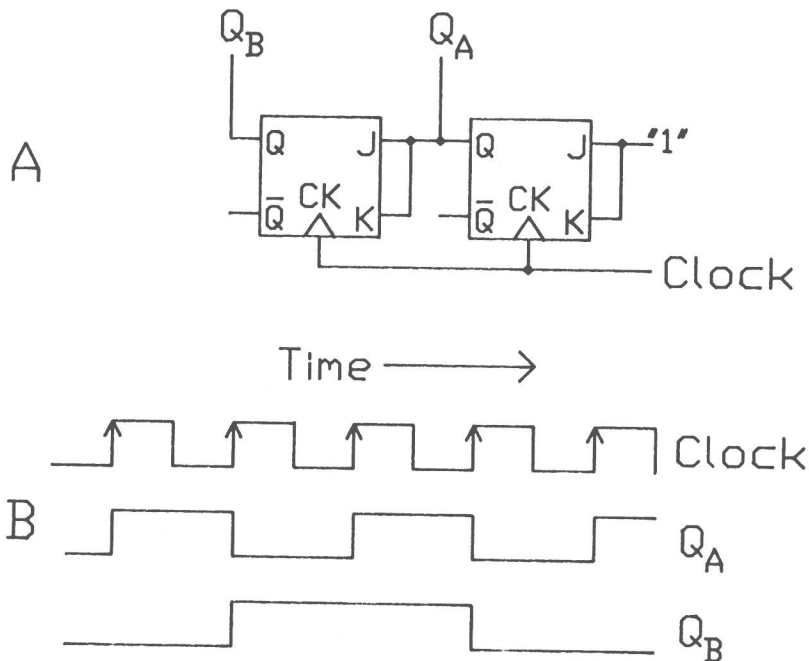 Q_B Q_A
A
Q J Q J "1"
CK CK
Q̅ K Q̅ K
Clock
Time
Clock
B
Q_A
Q_B